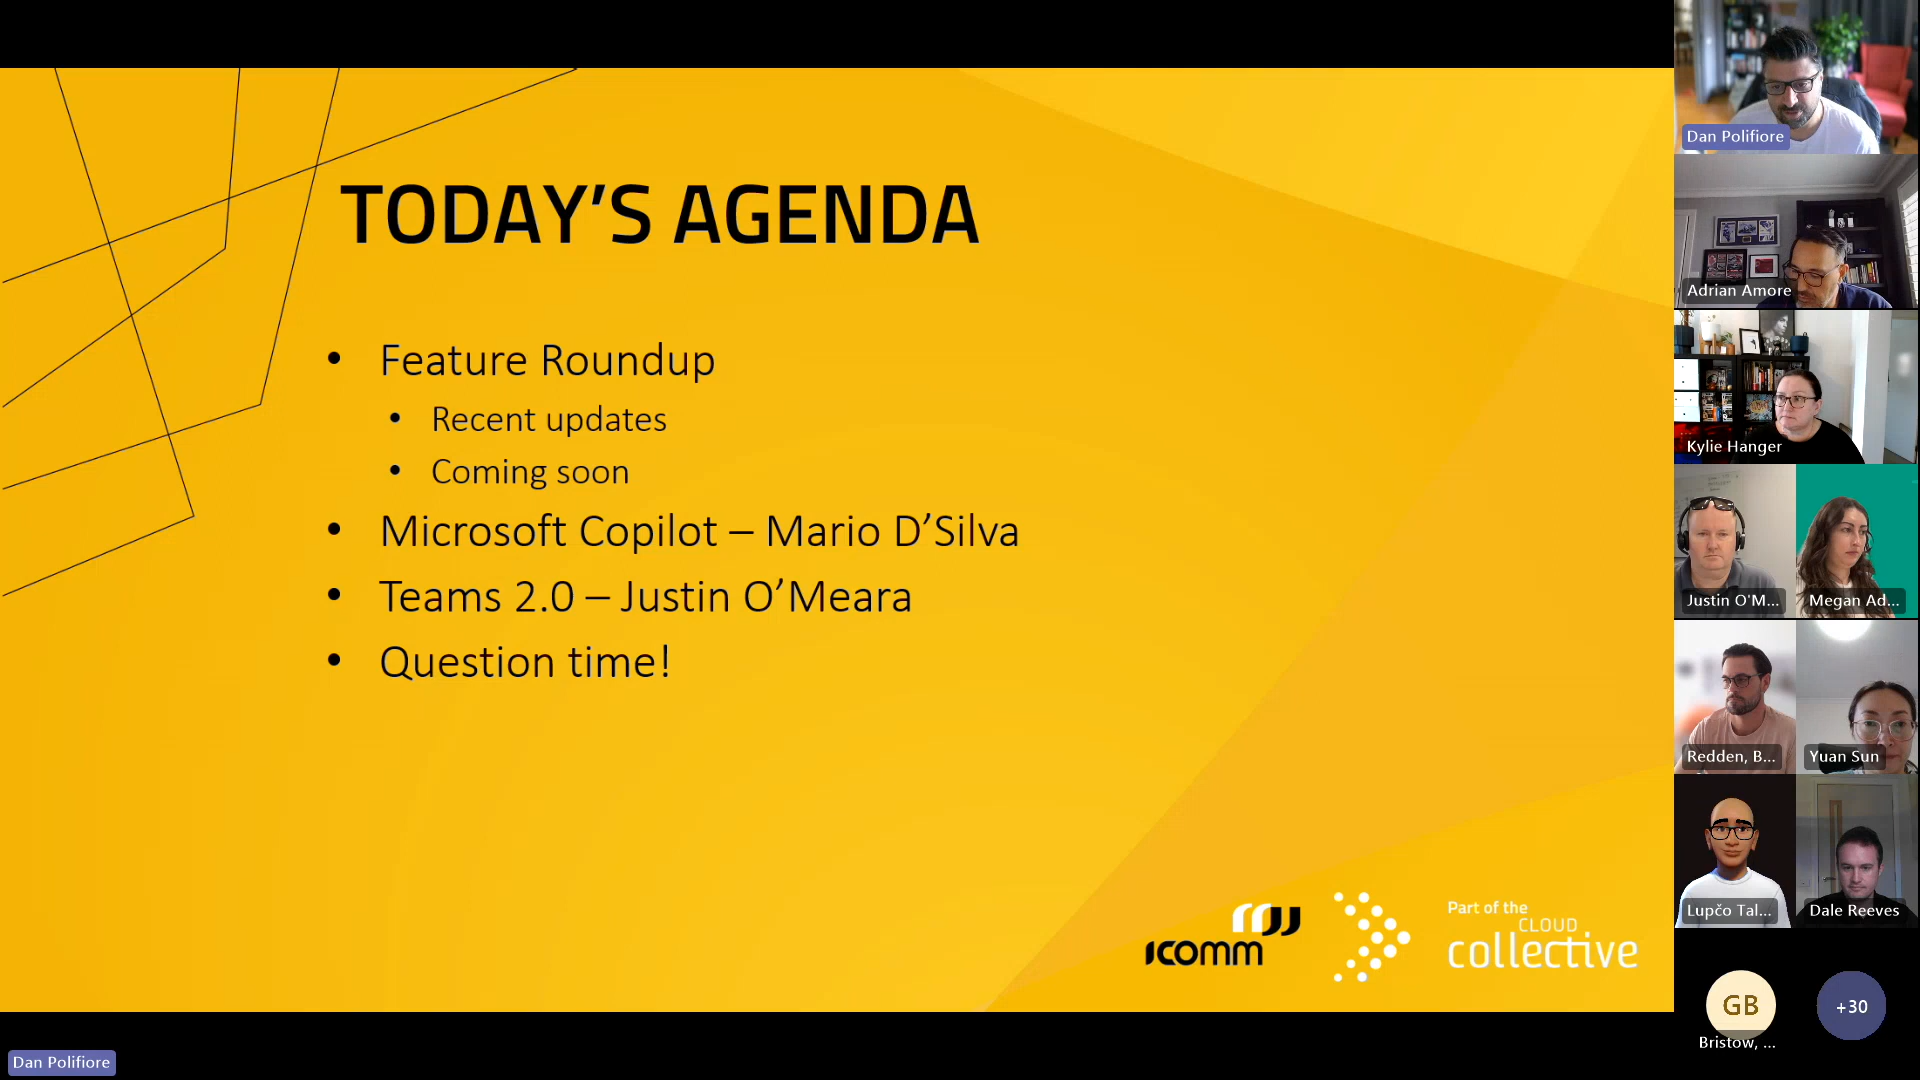 TODAY’S AGENDA
• Feature Roundup
• Recent updates
• Coming soon
• Microsoft Copilot – Mario D’Silva
• Teams 2.0 – Justin O’Meara
• Question time!
ICOMM
Part of the
CLOUD
collective
Dan Polifiore
Dan Polifiore
Adrian Amore
Kylie Hanger
Justin O'M...
Megan Ad...
Redden, B...
Yuan Sun
Lupčo Tal...
Dale Reeves
GB
Bristow, ...
+30